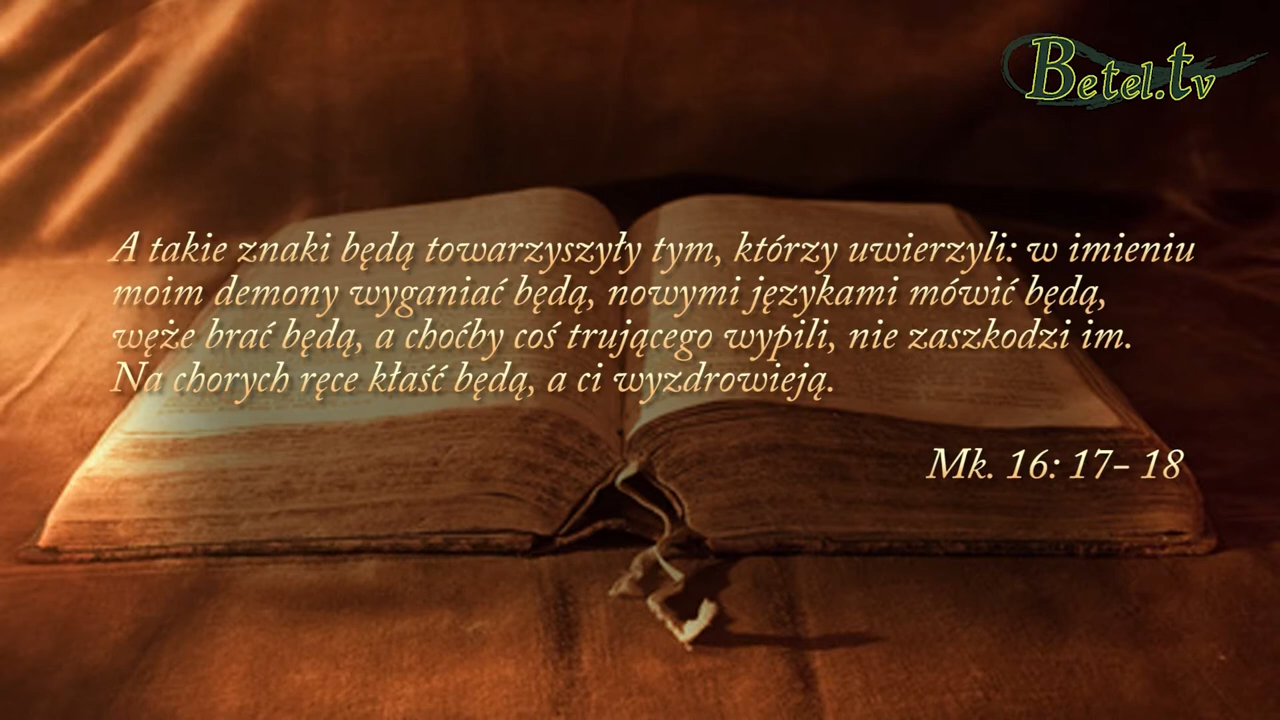 Betel.tv
A takie znaki będą towarzyszyły tym, którzy uwierzyli: w imieniu
moim demony wyganiać będą, nowymi językami mówić będą,
węże brać będą, a choćby coś trującego wypili, nie zaszkodzi im.
Na chorych ręce kłaść będą, a ci wyzdrowieją.
Mk. 16: 17- 18